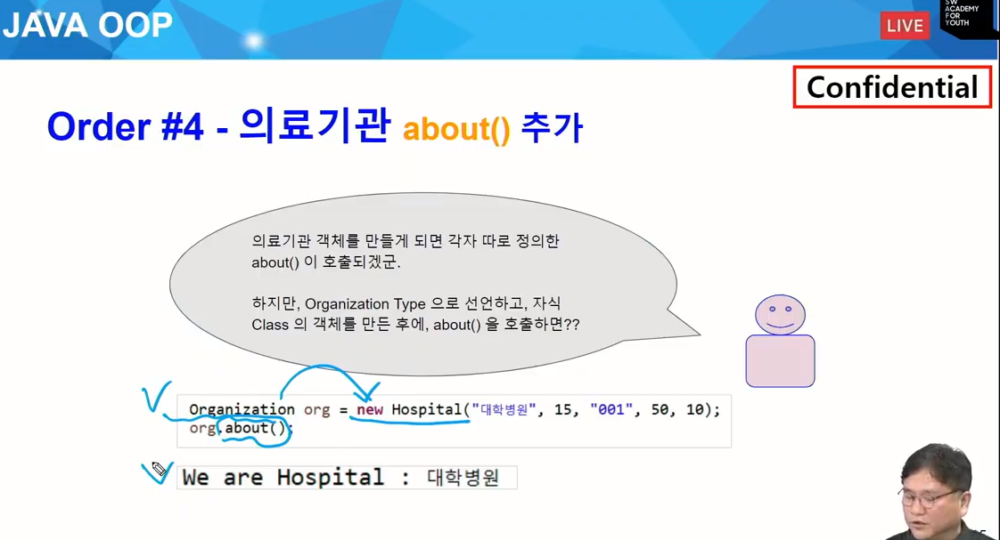 JAVA OOP
LIVE
SW
ACADEMY
FOR
YOUTH
Confidential
Order #4 - 의료기관 about() 추가
의료기관 객체를 만들게 되면 각자 따로 정의한
about() 이 호출되겠군.
하지만, Organization Type 으로 선언하고, 자식
Class 의 객체를 만든 후에, about() 을 호출하면??
Organization org = new Hospital("대학병원", 15, "001", 50, 10);
org.about();
We are Hospital : 대학병원